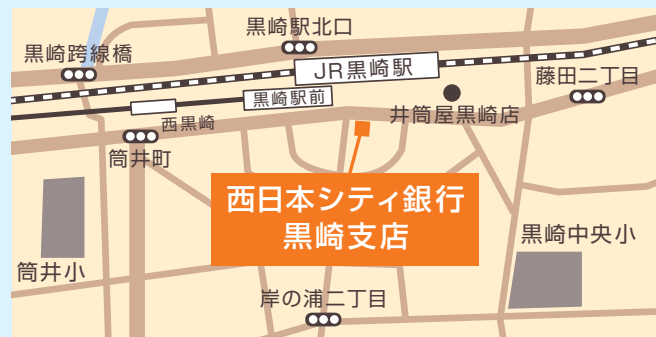 黒崎駅北口
黒崎跨線橋
JR黒崎駅
藤田二丁目
黒崎駅前
井筒屋黒崎店
西黒崎
筒井町
西日本シティ銀行
黒崎支店
黒崎中央小
筒井小
岸の浦二丁目